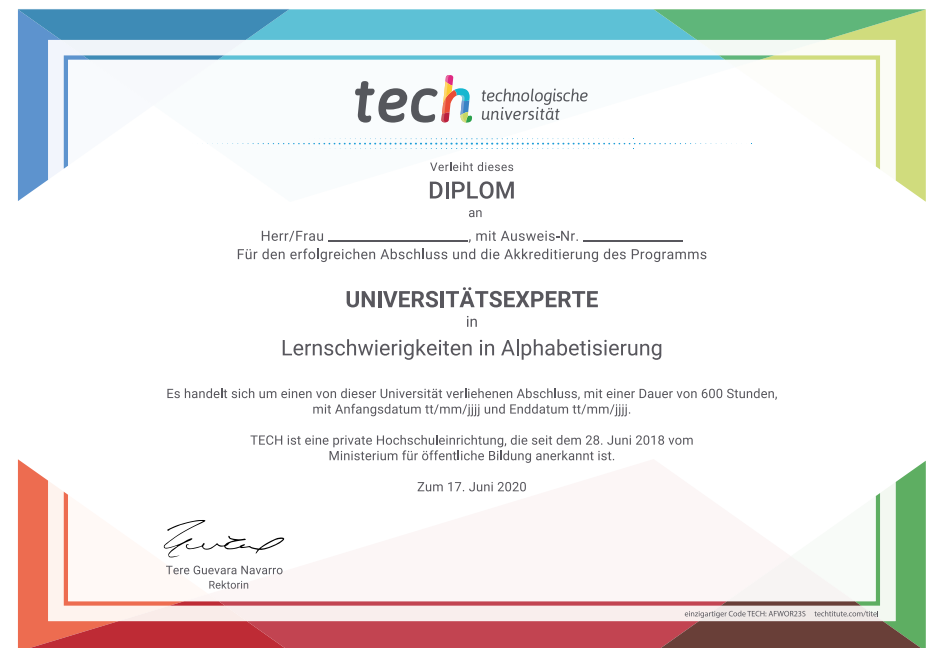 tech technologische
universität
Verleiht dieses
DIPLOM
an
Herr/Frau ____________, mit Ausweis-Nr. ____________
Für den erfolgreichen Abschluss und die Akkreditierung des Programms
UNIVERSITÄTSEXPERTE
in
Lernschwierigkeiten in Alphabetisierung
Es handelt sich um einen von dieser Universität verliehenen Abschluss, mit einer Dauer von 600 Stunden,
mit Anfangsdatum tt/mm/jjjj und Enddatum tt/mm/jjjj.
TECH ist eine private Hochschuleinrichtung, die seit dem 28. Juni 2018 vom
Ministerium für öffentliche Bildung anerkannt ist.
Zum 17. Juni 2020
Tere Guevara Navarro
Rektorin
einzigartiger Code TECH: AFWOR23S techtitute.com/titel